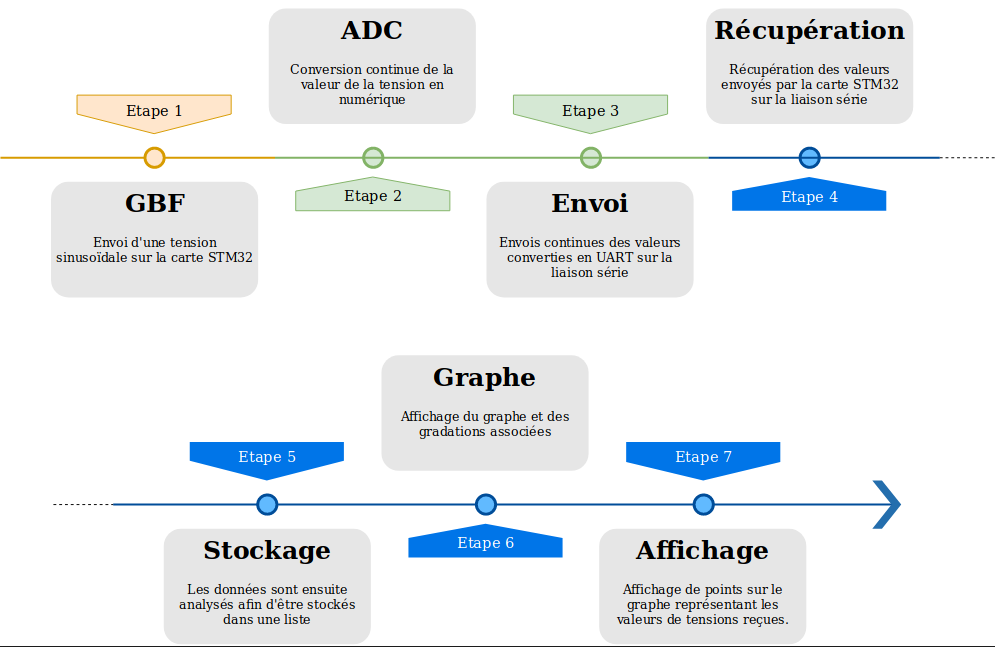 Etape 1
GBF
Envoi d'une tension
sinusoïdale sur la carte STM32
ADC
Conversion continue de la
valeur de la tension en
numérique
Etape 2
Etape 3
Envoi
Envois continues des valeurs
converties en UART sur la
liaison série
Récupération
Récupération des valeurs
envoyés par la carte STM32
sur la liaison série
Etape 4
Etape 5
Stockage
Les données sont ensuite
analysés afin d'être stockés
dans une liste
Graphe
Affichage du graphe et des
gradations associées
Etape 6
Etape 7
Affichage
Affichage de points sur le
graphe représentant les
valeurs de tensions reçues.